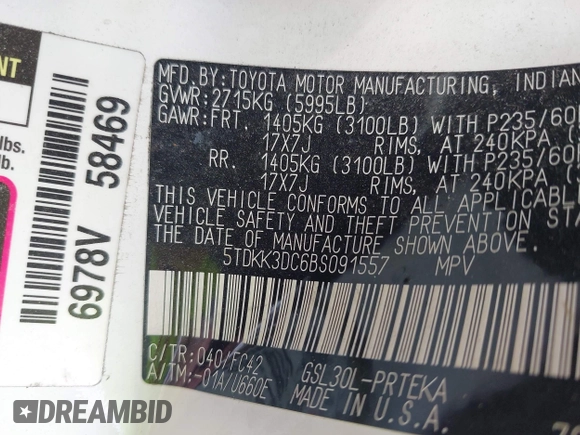 NT
lbs.
b.
6978V 58469
MFD. BY: TOYOTA MOTOR MANUFACTURING, INDIAN
GVWR: 2715KG (5995LB)
GAWR: FRT. 1405KG (3100LB) WITH P235/60
17X7J RIMS, AT 240KPA
RR. 1405KG (3100LB) WITH P235/60
17X7J RIMS, AT 240KPA
THIS VEHICLE CONFORMS TO ALL APPLICABL
VEHICLE SAFETY AND THEFT PREVENTION STA
THE DATE OF MANUFACTURE SHOWN ABOVE.
5TDKK3DC6BS091557 MPV
C/TR: 040/FC42 GSL30L-PRTEKA
A/TM: -01A/U660E MADE IN U.S.A.
DREAMBID